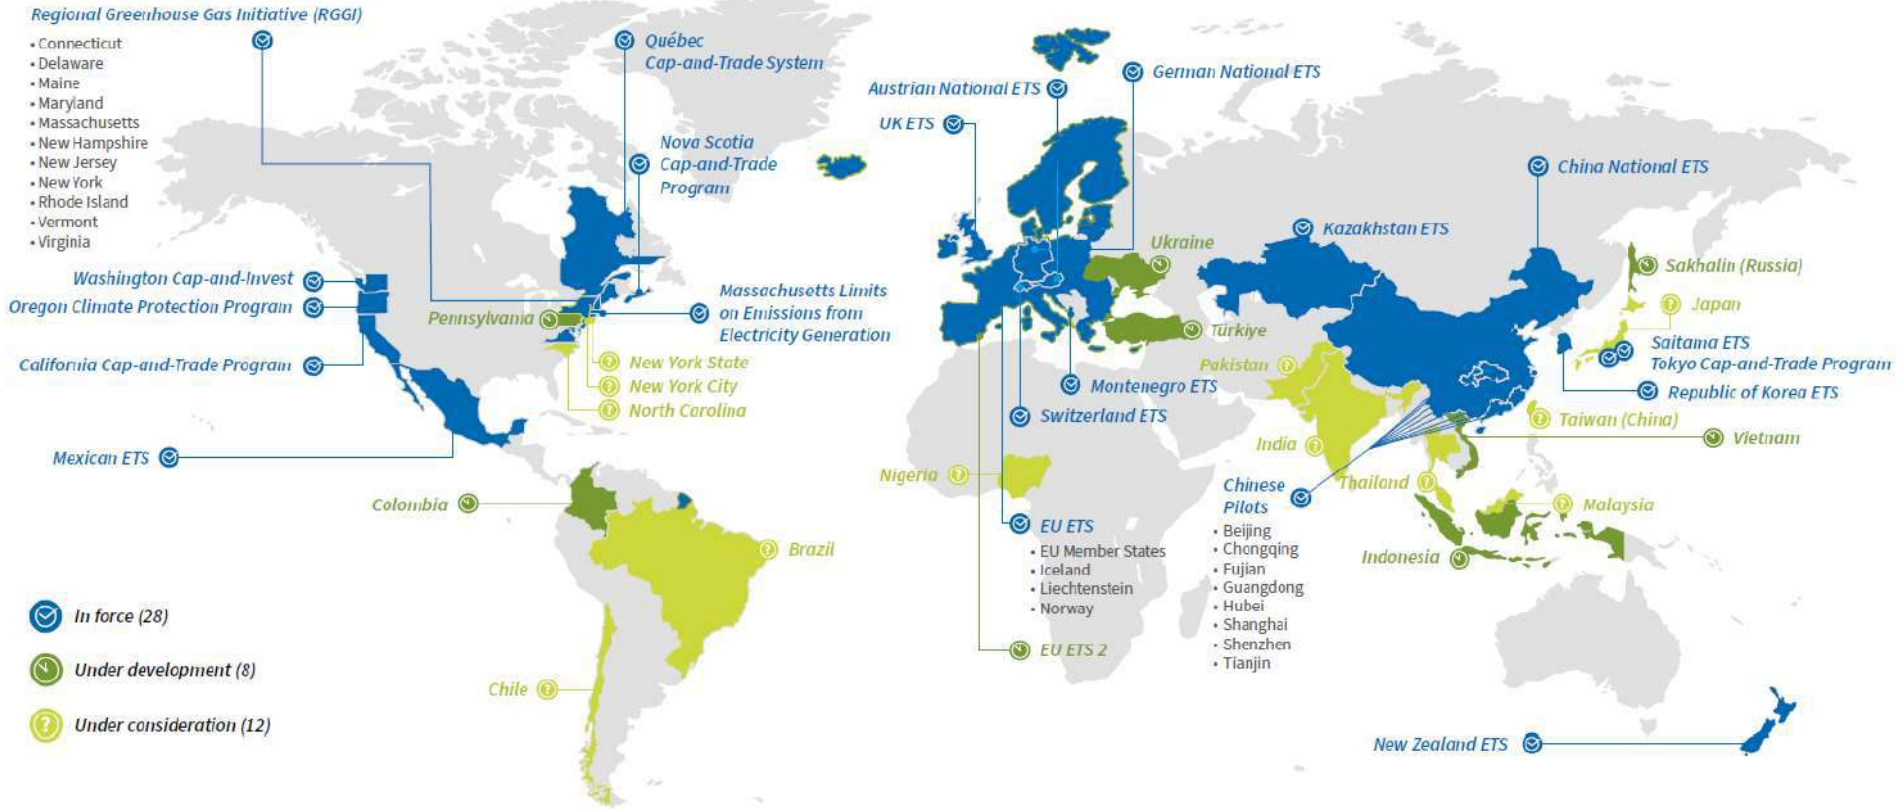 Regional Greenhouse Gas Initiative (RGGI)
• Connecticut
• Delaware
• Maine
• Maryland
• Massachusetts
• New Hampshire
• New Jersey
• New York
• Rhode Island
• Vermont
• Virginia
Washington Cap-and-Invest
Oregon Climate Protection Program
California Cap-and-Trade Program
Mexican ETS
Québec
Cap-and-Trade System
Nova Scotia
Cap-and-Trade
Program
Massachusetts Limits
on Emissions from
Electricity Generation
Pennsylvania
New York State
New York City
North Carolina
Colombia
Brazil
Chile
In force (28)
Under development (8)
Under consideration (12)
Austrian National ETS
German National ETS
UK ETS
Ukraine
Türkiye
Montenegro ETS
Switzerland ETS
Nigeria
EU ETS
• EU Member States
• Iceland
• Liechtenstein
• Norway
EU ETS 2
Kazakhstan ETS
China National ETS
Pakistan
India
Chinese
Pilots
• Beijing
• Chongqing
• Fujian
• Guangdong
• Hubei
• Shanghai
• Shenzhen
• Tianjin
Thailand
Indonesia
Malaysia
Vietnam
Taiwan (China)
Republic of Korea ETS
Saitama ETS
Tokyo Cap-and-Trade Program
Japan
Sakhalin (Russia)
New Zealand ETS